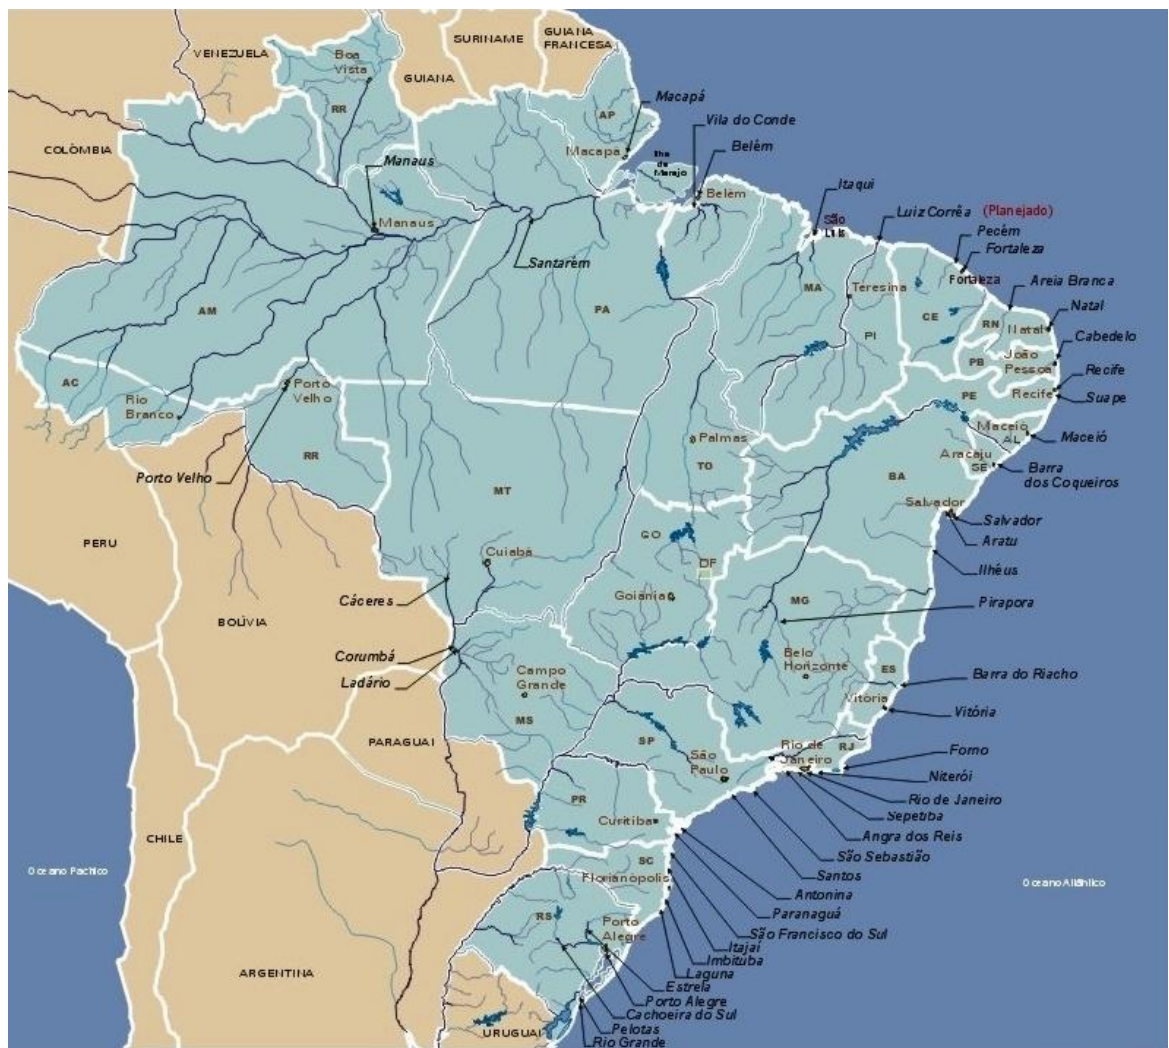 SURINAME
GUIANA
FRANCESA
VENEZUELA
Boa
Vista
GUIANA
RR
AP
Macapá
Macapá
Vila do Conde
Belém
COLÔMBIA
Manaus
Ilha
de
Marajó
Belém
Itaqui
Manaus
São
Luis
Luiz Corrêa
(Planejado)
Pecém
Fortaleza
Santarém
Fortaleza
Areia Branca
MA
Teresina
AM
PA
CE
RN
Natal
Natal
PI
Cabedelo
AC
Rio
Branco
Porto
Velho
PB
João
Pessoa
Recife
PE
Recife
Suape
Palmas
Maceió
AL
Maceió
Porto Velho
RR
TO
Aracaju
SE
Barra
dos Coqueiros
MT
BA
Salvador
Salvador
Aratu
PERU
GO
Cuiabá
DF
Ilhéus
Cáceres
Goiânia
MG
Pirapora
BOLÍVIA
Corumbá
Ladário
Campo
Grande
Belo
Horizonte
ES
Barra do Riacho
Vitória
Vitória
MS
PARAGUAI
SP
São
Paulo
Rio de
Janeiro
RJ
Forno
Niterói
Rio de Janeiro
Sepetiba
Angra dos Reis
São Sebastião
Santos
PR
Curitiba
CHILE
Oceano Pacífico
SC
Florianópolis
Oceano Atlântico
Antonina
Paranaguá
São Francisco do Sul
Itajaí
Imbituba
Laguna
RS
Porto
Alegre
Estrela
Porto Alegre
Cachoeira do Sul
Pelotas
Rio Grande
ARGENTINA
URUGUAI